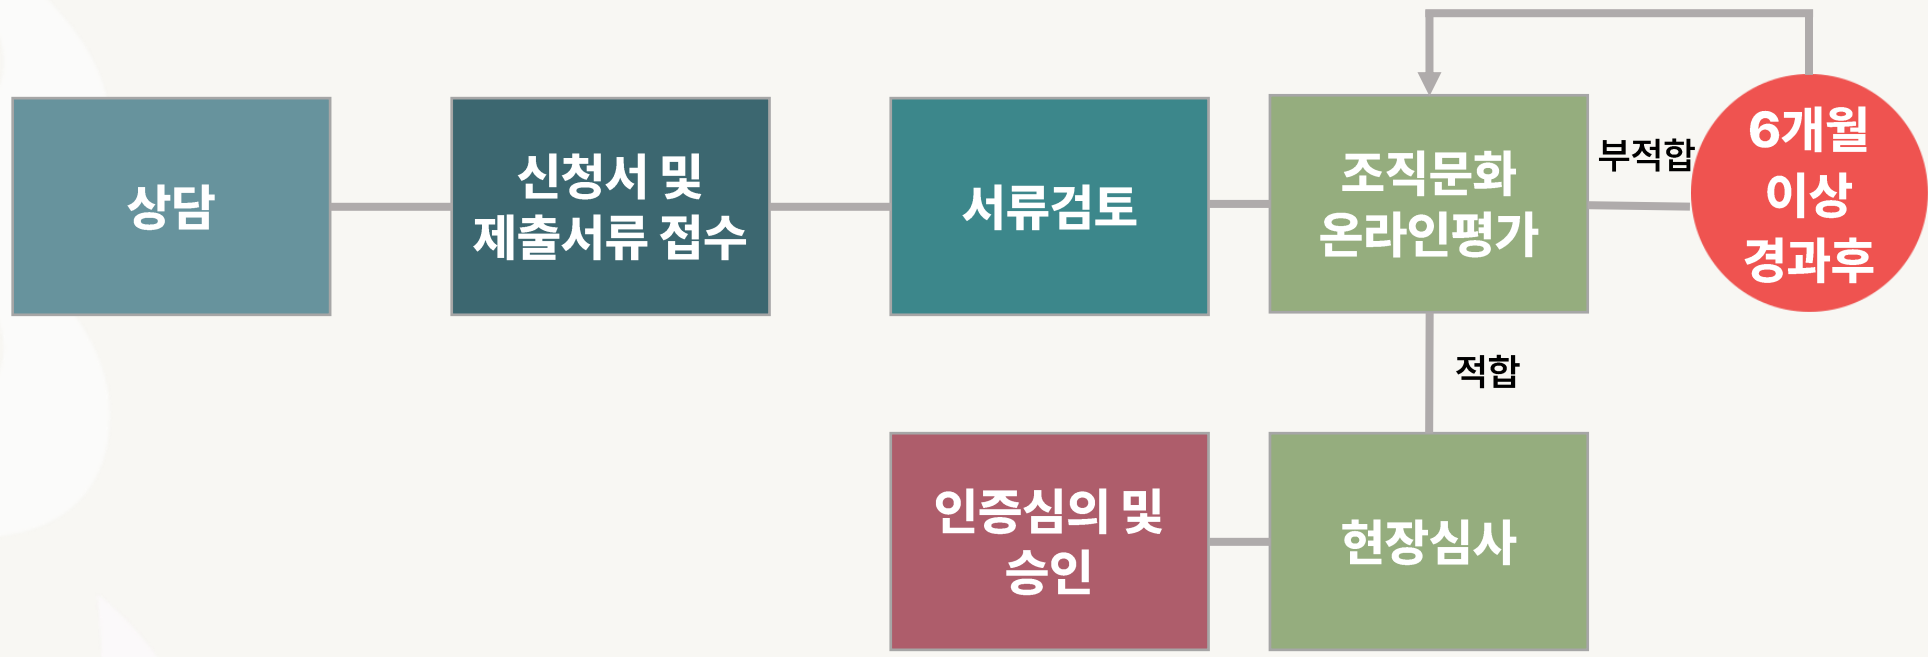 상담
신청서 및
제출서류 접수
서류검토
조직문화
온라인평가
부적합
6개월
이상
경과후
적합
인증심의 및
승인
현장심사